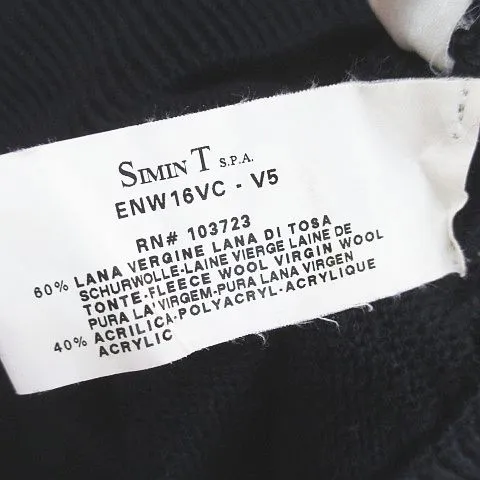 SIMIN T S.P.A.
ENW16VC - V5
RN# 103723
60% LANA VERGINE LANA DI TOSA
SCHURWOLLE-LAINE VIERGE LAINE DE
TONTE-FLEECE WOOL VIRGIN WOOL
PURA LA'VIRGEM-PURA LANA VIRGEN
40% ACRILICA-POLYACRYL-ACRYLIQUE
ACRYLIC